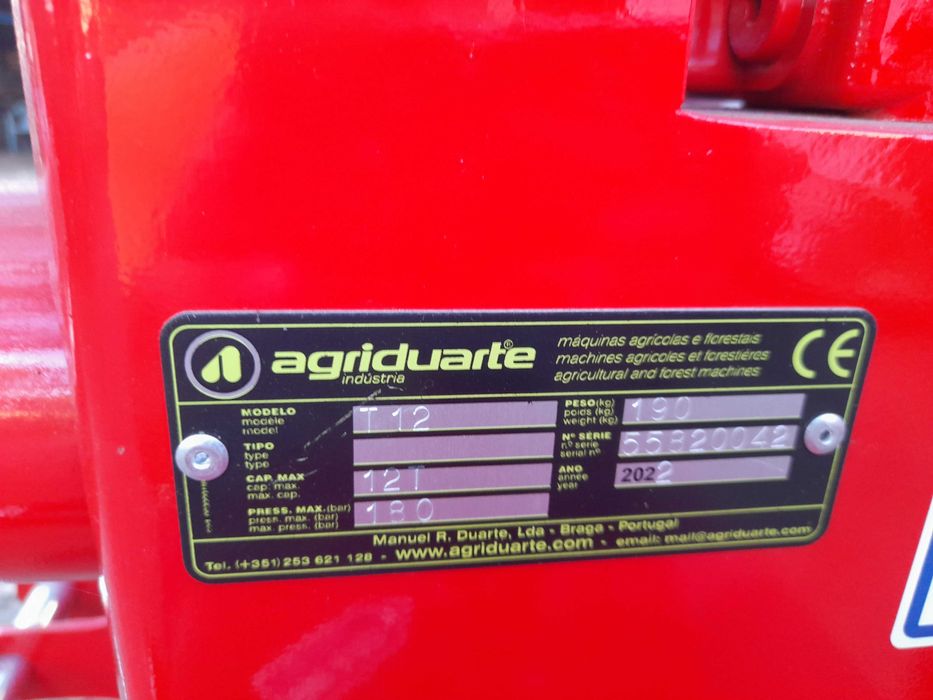 agriduarte®
indústria
máquinas agrícolas e florestais
machines agricoles et forestières
agricultural and forest machines
CE
MODELO
modele
model
T 12
TIPO
type
type
CAP. MAX
cap. max.
max. cap.
12T
PRESS. MAX. (bar)
press. max. (bar)
max. press. (bar)
180
PESO (kg)
poids (kg)
weight (kg)
190
Nº SÉRIE
n.º serie
serial nº
55820042
ANO
année
year
2022
Manuel R. Duarte, Lda - Braga - Portugal
Tel. (+351) 253 621 128 - www.agriduarte.com - email: mail@agriduarte.com